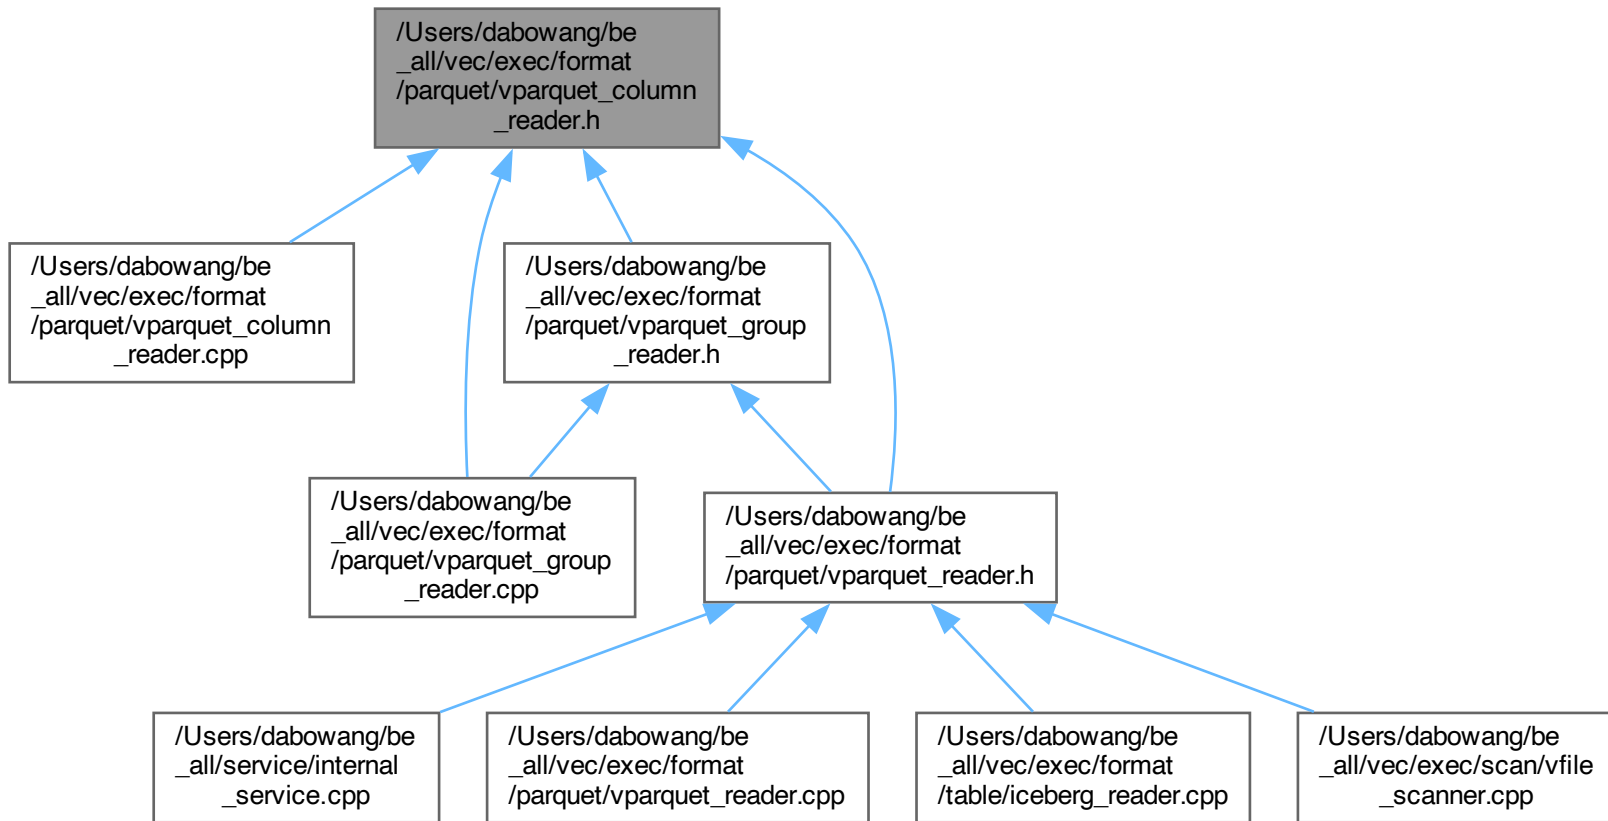 /Users/dabowang/be
_all/vec/exec/format
/parquet/vparquet_column
_reader.h
/Users/dabowang/be
_all/vec/exec/format
/parquet/vparquet_column
_reader.cpp
/Users/dabowang/be
_all/vec/exec/format
/parquet/vparquet_group
_reader.h
/Users/dabowang/be
_all/vec/exec/format
/parquet/vparquet_group
_reader.cpp
/Users/dabowang/be
_all/vec/exec/format
/parquet/vparquet_reader.h
/Users/dabowang/be
_all/service/internal
_service.cpp
/Users/dabowang/be
_all/vec/exec/format
/parquet/vparquet_reader.cpp
/Users/dabowang/be
_all/vec/exec/format
/table/iceberg_reader.cpp
/Users/dabowang/be
_all/vec/exec/scan/vfile
_scanner.cpp